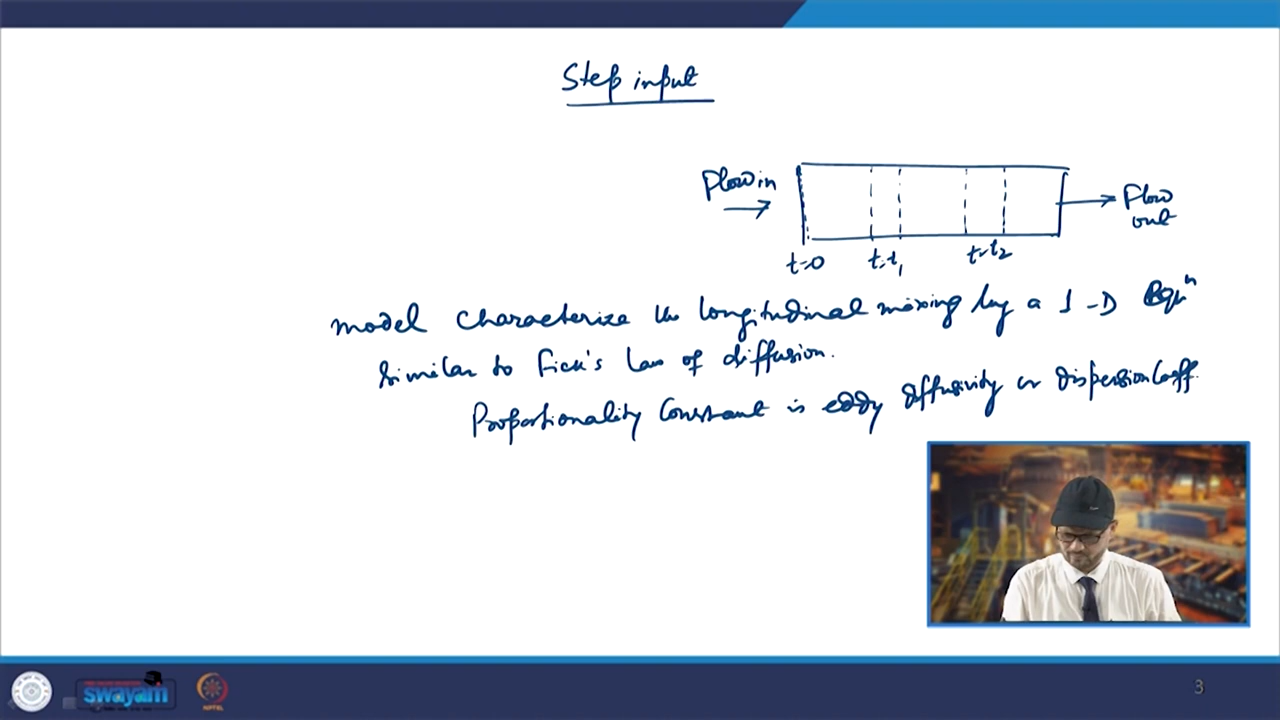 Step input
Flow in
Flow
out
t=0
t=t1
t=t2
model characterize the longitudinal mixing by a 1-D Eqnⁿ
similar to Fick's Law of diffusion.
Proportionality constant is eddy diffusivity or dispersion Coeff.
swayam
3